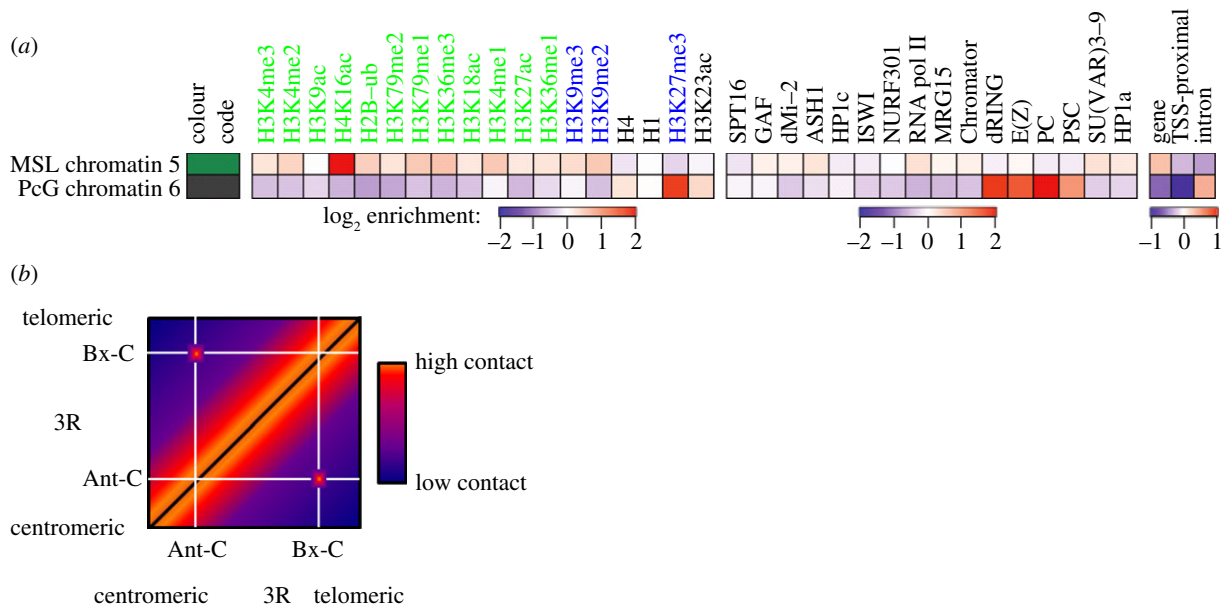 (a)
colour
code
H3K4me3
H3K4me2
H3K9ac
H4K16ac
H2B–ub
H3K79me2
H3K79me1
H3K36me3
H3K18ac
H3K4me1
H3K27ac
H3K36me1
H3K9me3
H3K9me2
H4
H1
H3K27me3
H3K23ac
SPT16
GAF
dMi–2
ASH1
HP1c
ISWI
NURF301
RNA pol II
MRG15
Chromator
dRING
E(Z)
PC
PSC
SU(VAR)3–9
HP1a
gene
TSS-proximal
intron
MSL chromatin 5
PcG chromatin 6
log2 enrichment:
–2 –1 0 1 2
–2 –1 0 1 2
–1 0 1
(b)
telomeric
Bx-C
3R
Ant-C
centromeric
high contact
low contact
Ant-C Bx-C
centromeric 3R telomeric